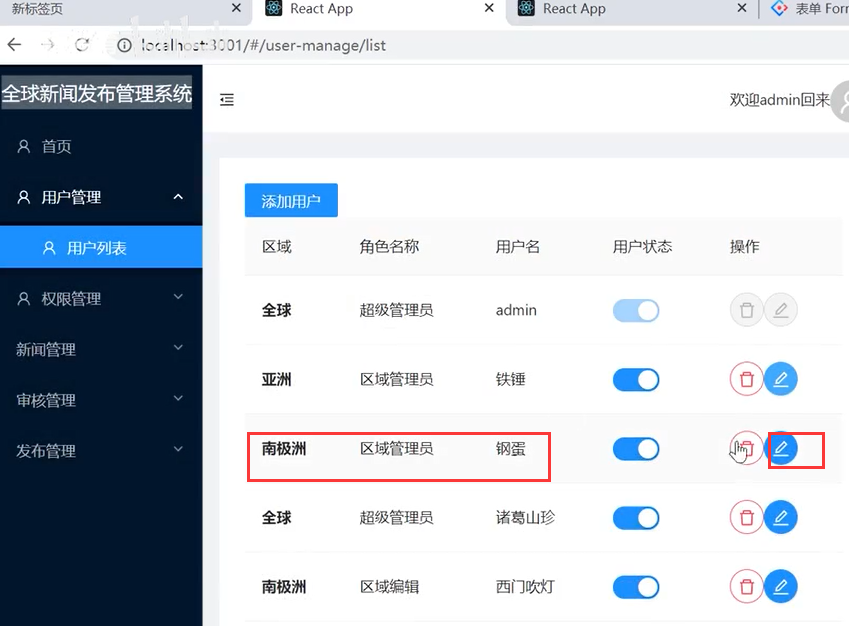 新标签页
React App
React App
表单 Forr
localhost:3001/#/user-manage/list
全球新闻发布管理系统
欢迎admin回来
首页
用户管理
用户列表
权限管理
新闻管理
审核管理
发布管理
添加用户
区域 角色名称 用户名 用户状态 操作
全球 超级管理员 admin
亚洲 区域管理员 铁锤
南极洲 区域管理员 钢蛋
全球 超级管理员 诸葛山珍
南极洲 区域编辑 西门吹灯